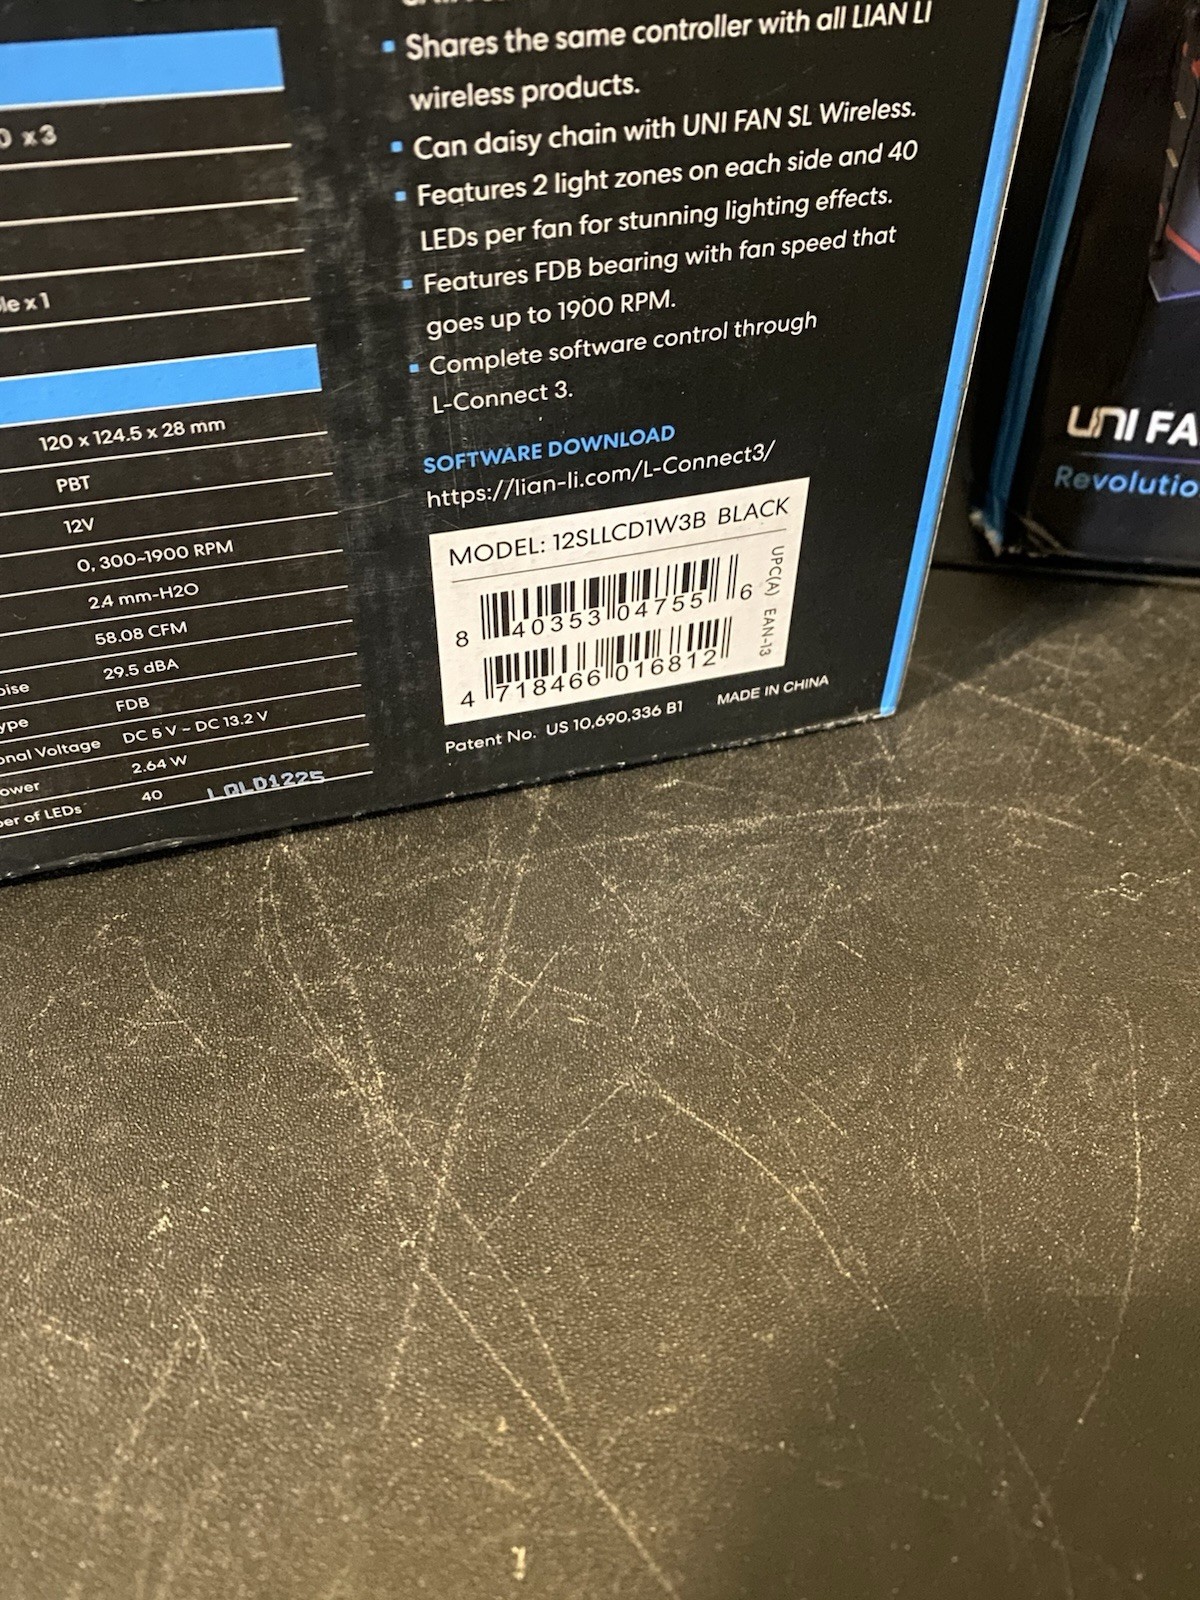 0 x3
le x 1
120 x 124.5 x 28 mm
PBT
12V
0, 300~1900 RPM
2.4 mm-H2O
58.08 CFM
29.5 dBA
FDB
DC 5 V ~ DC 13.2 V
2.64 W
40
LQLD1225
▪ Shares the same controller with all LIAN LI
wireless products.
▪ Can daisy chain with UNI FAN SL Wireless.
▪ Features 2 light zones on each side and 40
LEDs per fan for stunning lighting effects.
▪ Features FDB bearing with fan speed that
goes up to 1900 RPM.
▪ Complete software control through
L-Connect 3.
SOFTWARE DOWNLOAD
https://lian-li.com/L-Connect3/
MODEL: 12SLLCD1W3B BLACK
8 40353 04755 6
UPC(A)
4 718466 016812
EAN-13
Patent No. US 10,690,336 B1
MADE IN CHINA
UNI FA
Revolutio